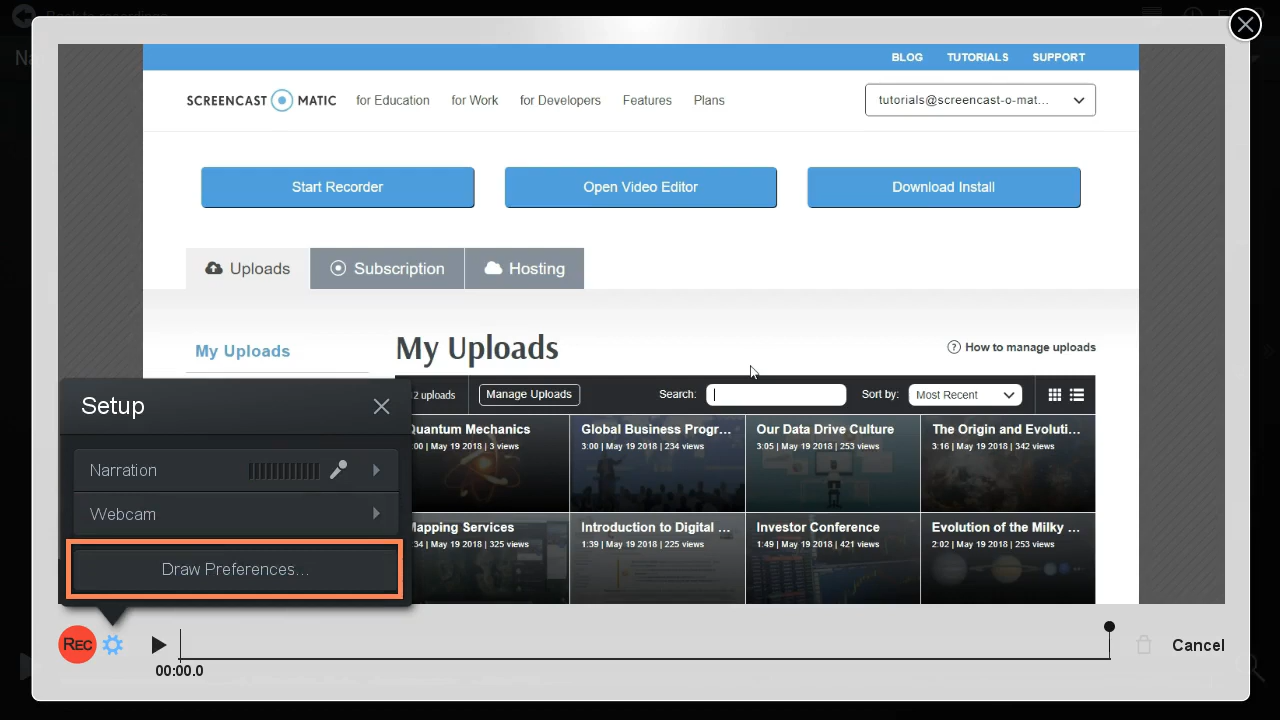 BLOG TUTORIALS SUPPORT
SCREENCAST MATIC for Education for Work for Developers Features Plans
tutorials@screencast-o-mat...
Start Recorder Open Video Editor Download Install
Uploads Subscription Hosting
My Uploads
My Uploads
? How to manage uploads
2 uploads Manage Uploads Search: Sort by: Most Recent
Quantum Mechanics Global Business Progr... Our Data Drive Culture The Origin and Evoluti...
:00 | May 19 2018 | 3 views 3:00 | May 19 2018 | 234 views 3:05 | May 19 2018 | 253 views 3:16 | May 19 2018 | 342 views
Mapping Services Introduction to Digital ... Investor Conference Evolution of the Milky ...
:34 | May 19 2018 | 325 views 1:39 | May 19 2018 | 225 views 1:49 | May 19 2018 | 421 views 2:02 | May 19 2018 | 253 views
Setup
Narration
Webcam
Draw Preferences...
REC
00:00.0
Cancel